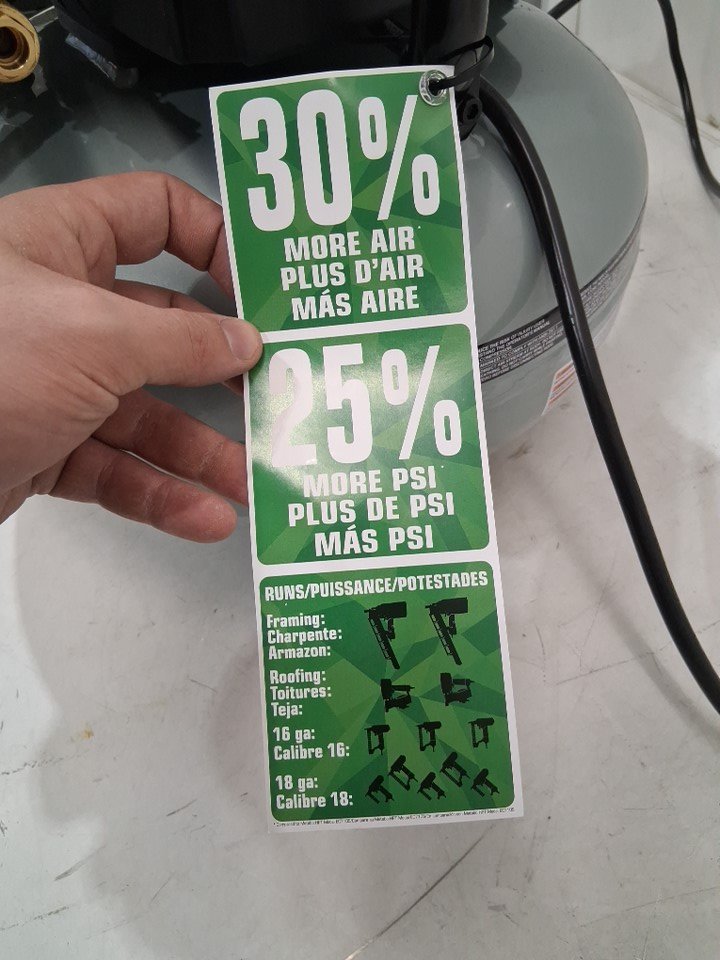 30%
MORE AIR
PLUS D'AIR
MÁS AIRE
25%
MORE PSI
PLUS DE PSI
MÁS PSI
RUNS/PUISSANCE/POTESTADES
Framing:
Charpente:
Armazon:
Roofing:
Toitures:
Teja:
16 ga:
Calibre 16:
18 ga:
Calibre 18: